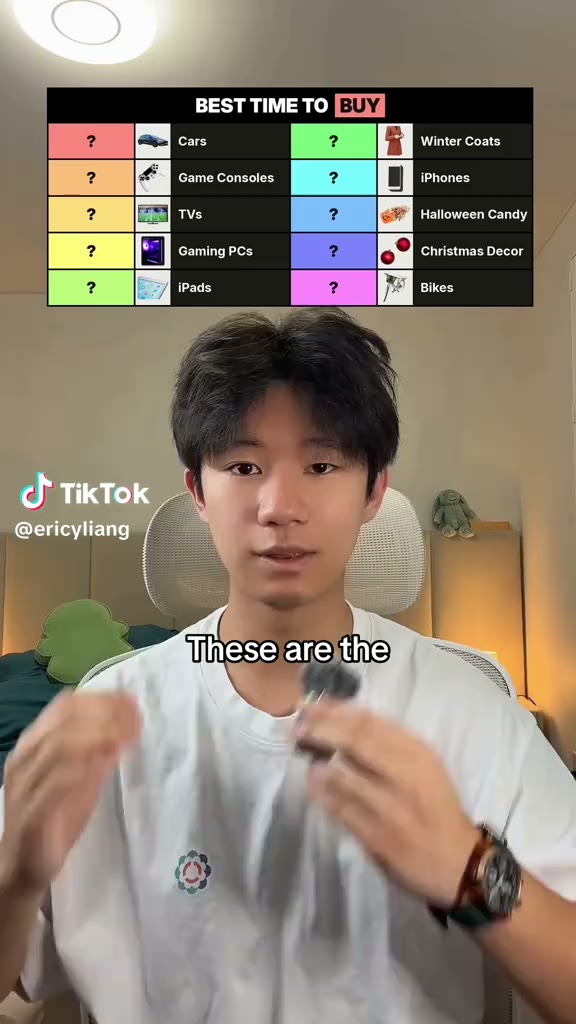 BEST TIME TO BUY
? Cars ? Winter Coats
? Game Consoles ? iPhones
? TVs ? Halloween Candy
? Gaming PCs ? Christmas Decor
? iPads ? Bikes
TikTok
@ericyliang
These are the